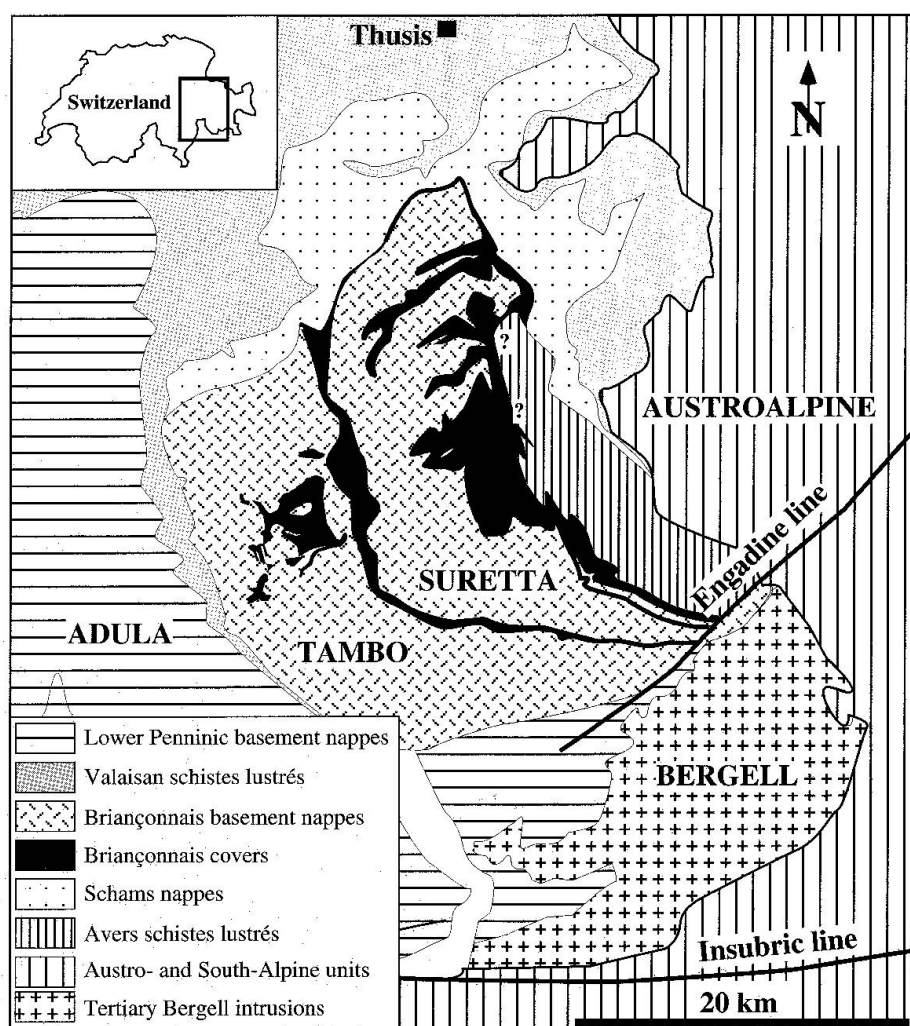 Thusis
Switzerland
N
?
?
AUSTROALPINE
Engadine line
SURETTA
ADULA
TAMBO
BERGELL
Lower Penninic basement nappes
Valaisan schistes lustrés
Briançonnais basement nappes
Briançonnais covers
Schams nappes
Avers schistes lustrés
Austro- and South-Alpine units
Tertiary Bergell intrusions
Insubric line
20 km